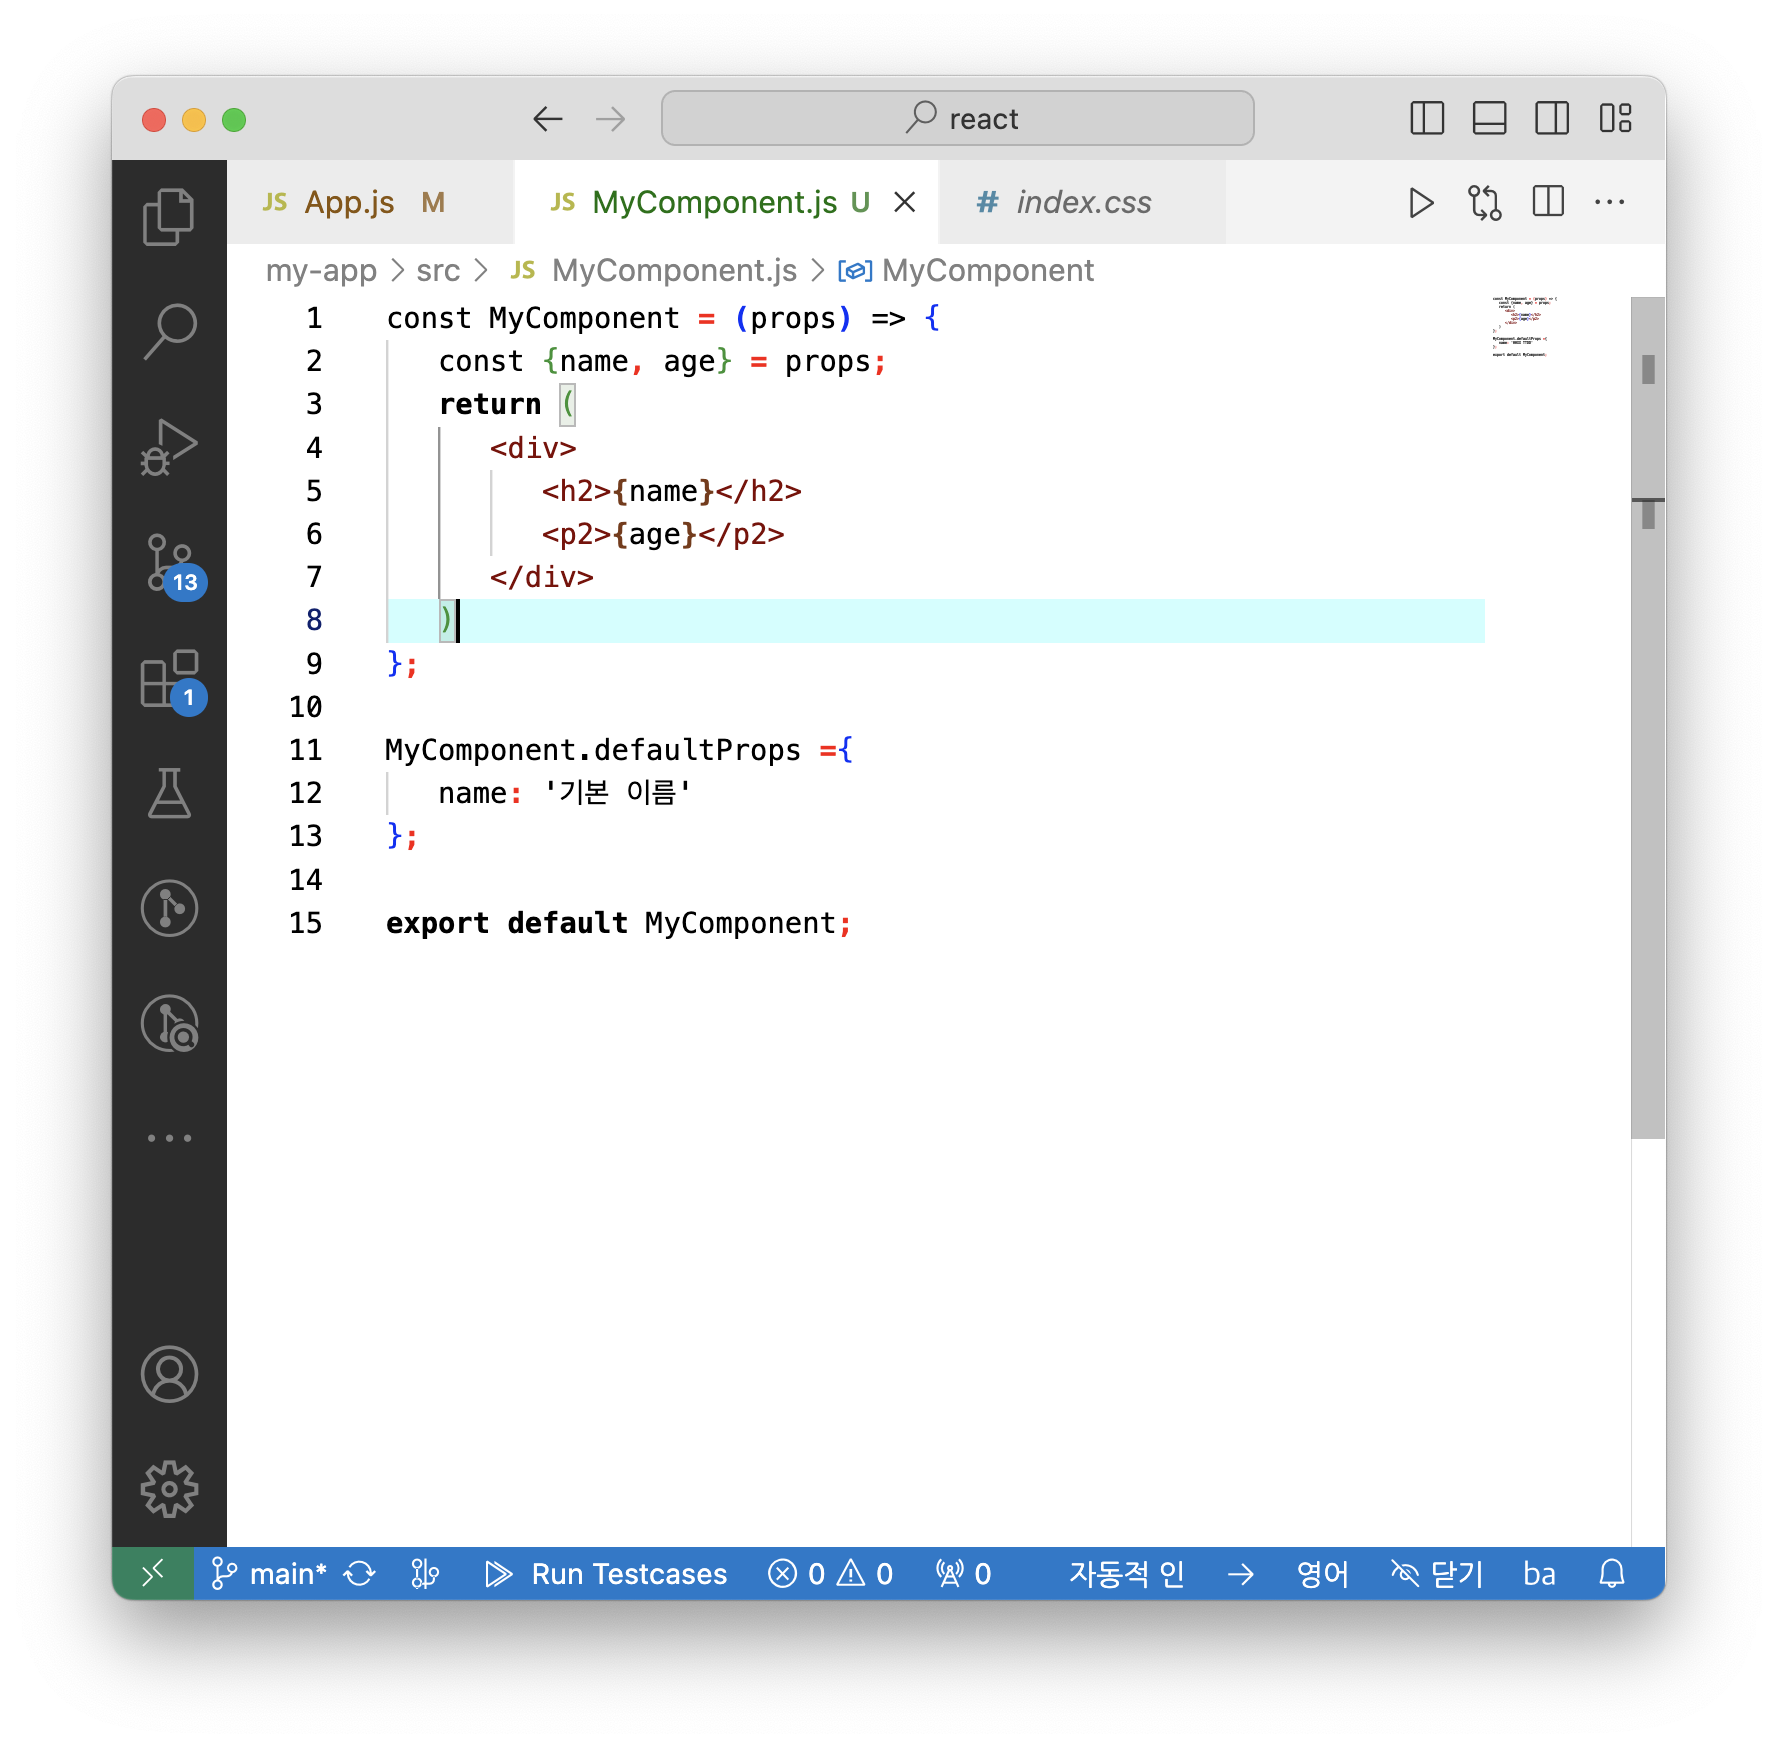 react
JS App.js M JS MyComponent.js U # index.css
my-app > src > JS MyComponent.js > MyComponent
1 const MyComponent = (props) => {
2 const {name, age} = props;
3 return (
4 <div>
5 <h2>{name}</h2>
6 <p2>{age}</p2>
7 </div>
8 )
9 };
10
11 MyComponent.defaultProps ={
12 name: '기본 이름'
13 };
14
15 export default MyComponent;
13
1
main* Run Testcases 0 0 0 자동적 인 → 영어 닫기 ba